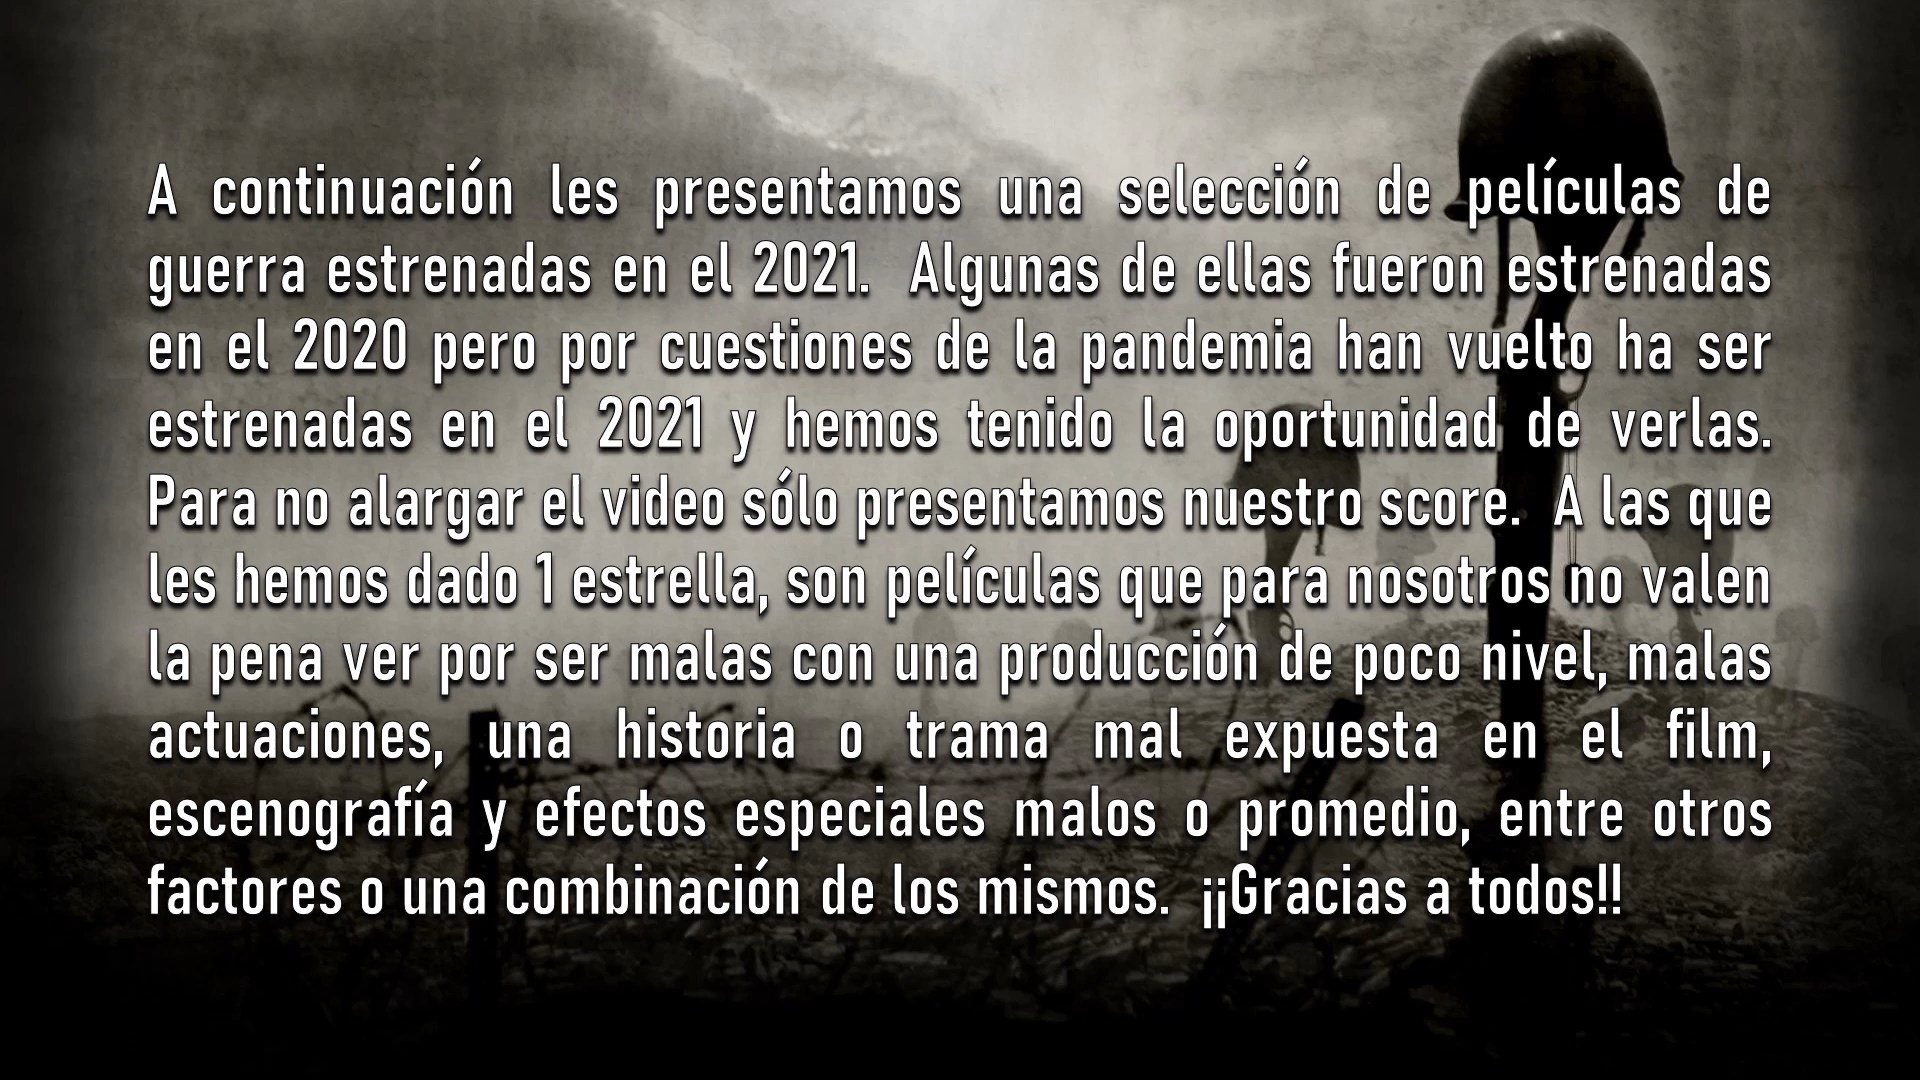 A continuación les presentamos una selección de películas de
guerra estrenadas en el 2021. Algunas de ellas fueron estrenadas
en el 2020 pero por cuestiones de la pandemia han vuelto ha ser
estrenadas en el 2021 y hemos tenido la oportunidad de verlas.
Para no alargar el video sólo presentamos nuestro score. A las que
les hemos dado 1 estrella, son películas que para nosotros no valen
la pena ver por ser malas con una producción de poco nivel, malas
actuaciones, una historia o trama mal expuesta en el film,
escenografía y efectos especiales malos o promedio, entre otros
factores o una combinación de los mismos. ¡¡Gracias a todos!!